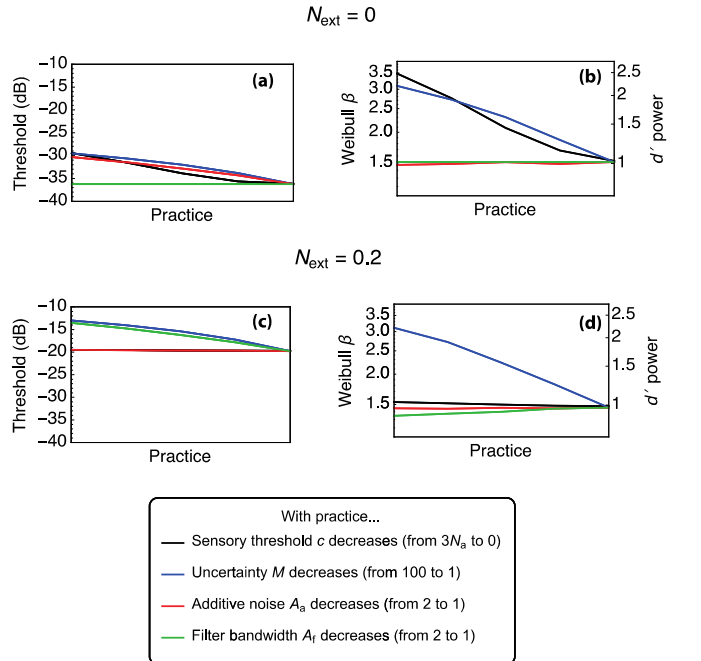 N_ext = 0
(a)
Threshold (dB)
−10
−15
−20
−25
−30
−35
−40
Practice
(b)
Weibull β
3.5
3.0
2.5
2.0
1.5
2.5
2
1.5
1
d′ power
Practice
N_ext = 0.2
(c)
Threshold (dB)
−10
−15
−20
−25
−30
−35
−40
Practice
(d)
Weibull β
3.5
3.0
2.5
2.0
1.5
2.5
2
1.5
1
d′ power
Practice
With practice...
Sensory threshold c decreases (from 3N_a to 0)
Uncertainty M decreases (from 100 to 1)
Additive noise A_a decreases (from 2 to 1)
Filter bandwidth A_f decreases (from 2 to 1)